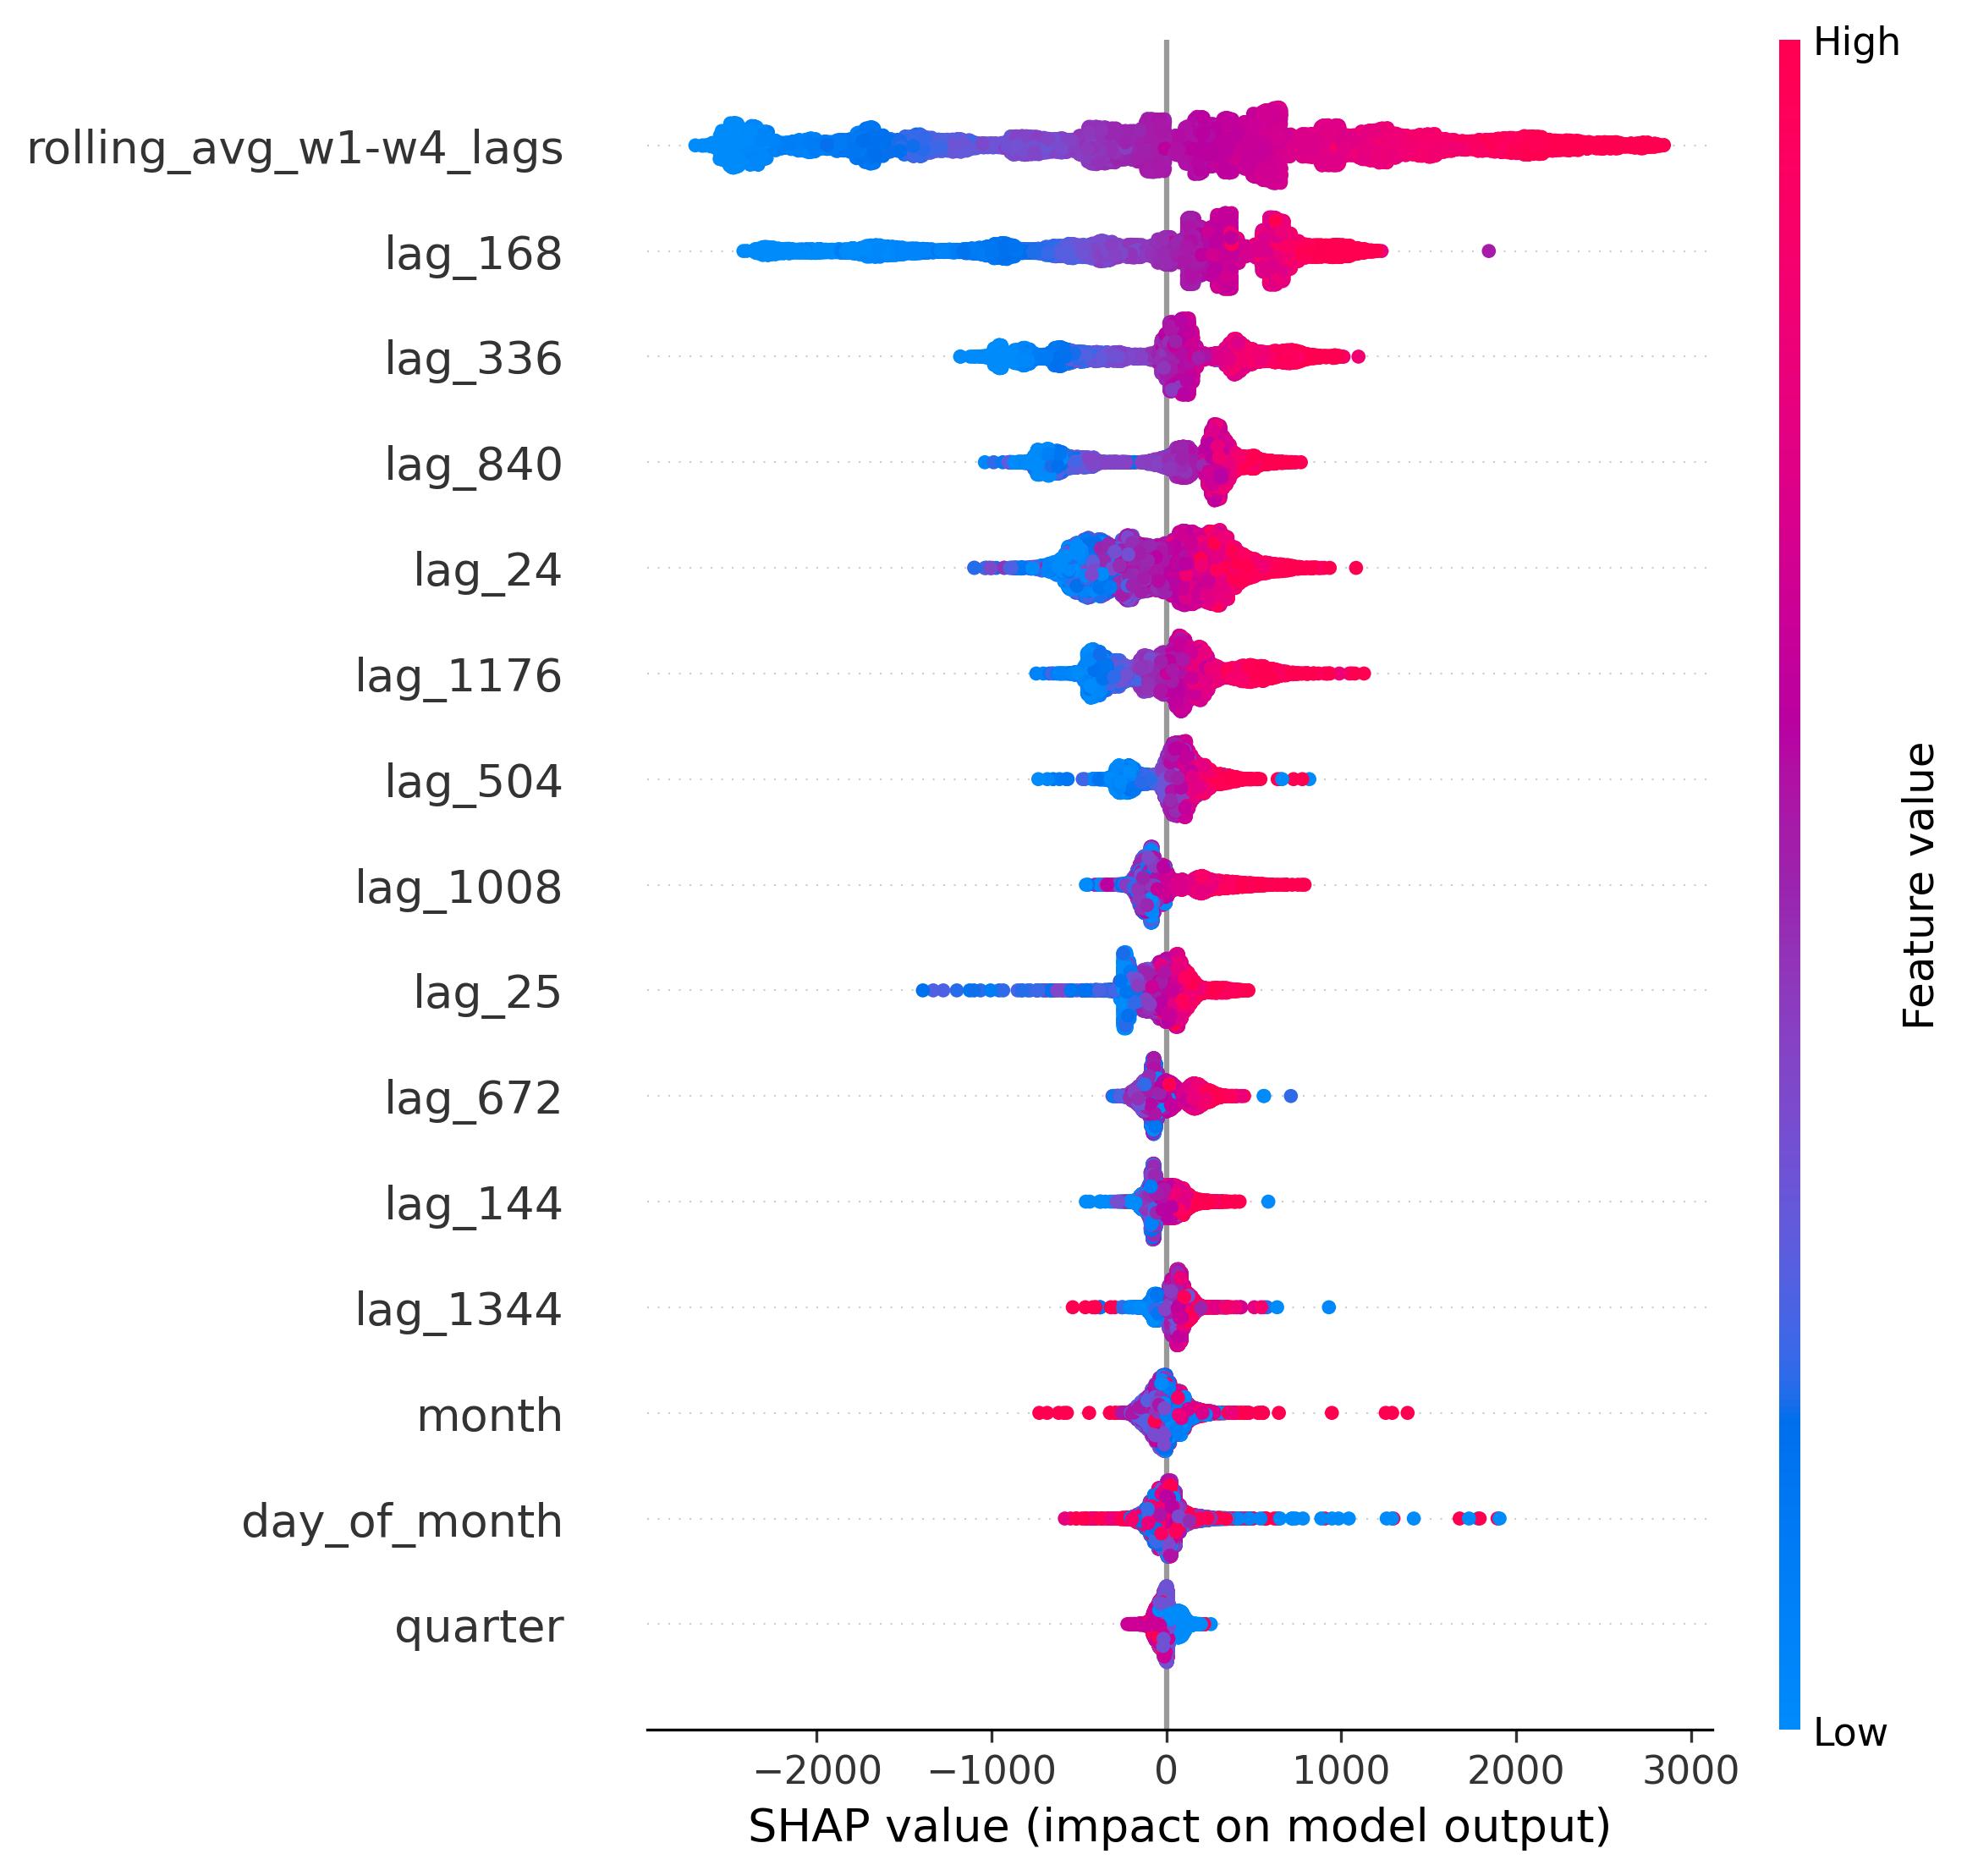 High
rolling_avg_w1-w4_lags
lag_168
lag_336
lag_840
lag_24
lag_1176
lag_504
lag_1008
lag_25
lag_672
lag_144
lag_1344
month
day_of_month
quarter
Feature value
Low
−2000 −1000 0 1000 2000 3000
SHAP value (impact on model output)